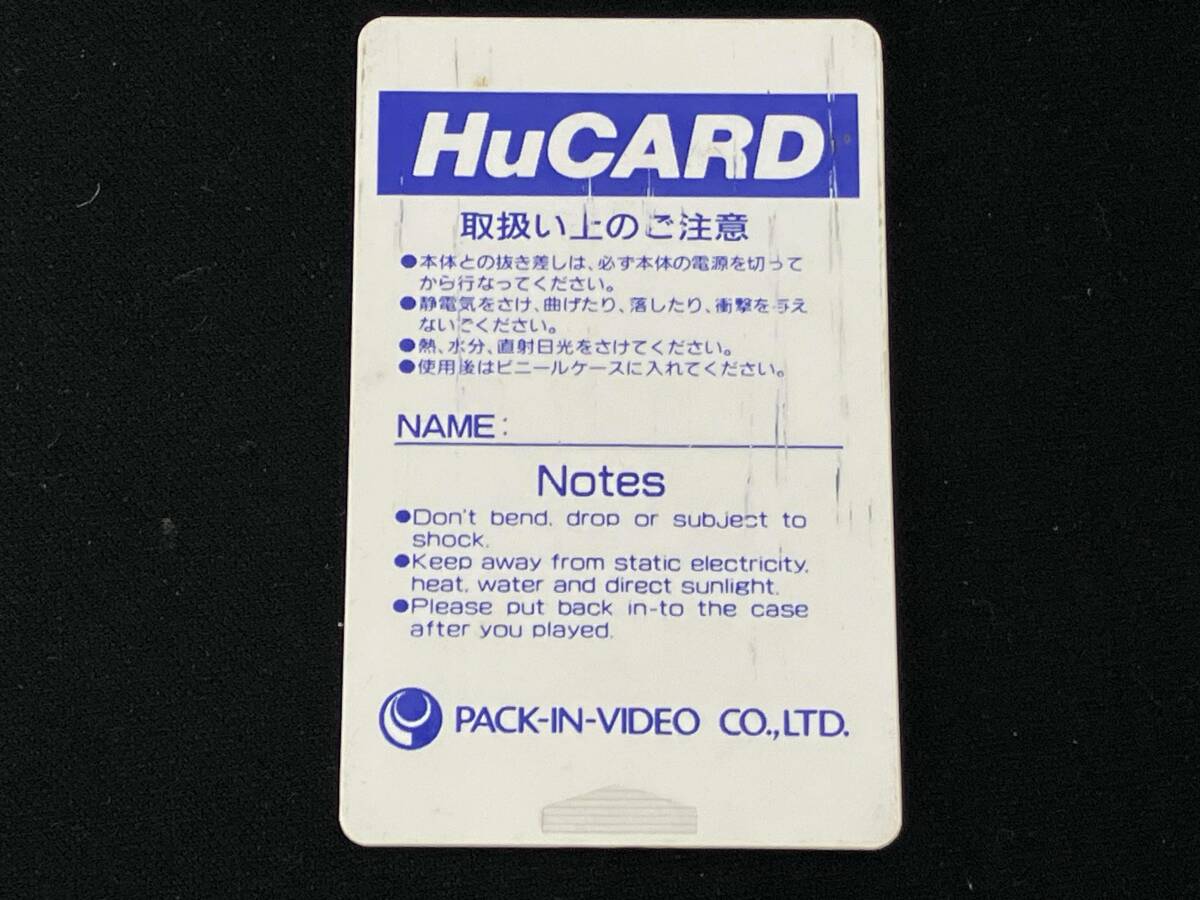 HuCARD
取扱い上のご注意
●本体との抜き差しは、必ず本体の電源を切って
から行なってください。
●静電気をさけ、曲げたり、落したり、衝撃を与え
ないでください。
●熱、水分、直射日光をさけてください。
●使用後はビニールケースに入れてください。
NAME:
Notes
●Don't bend, drop or subject to
shock.
●Keep away from static electricity,
heat, water and direct sunlight.
●Please put back in-to the case
after you played.
PACK-IN-VIDEO CO.,LTD.